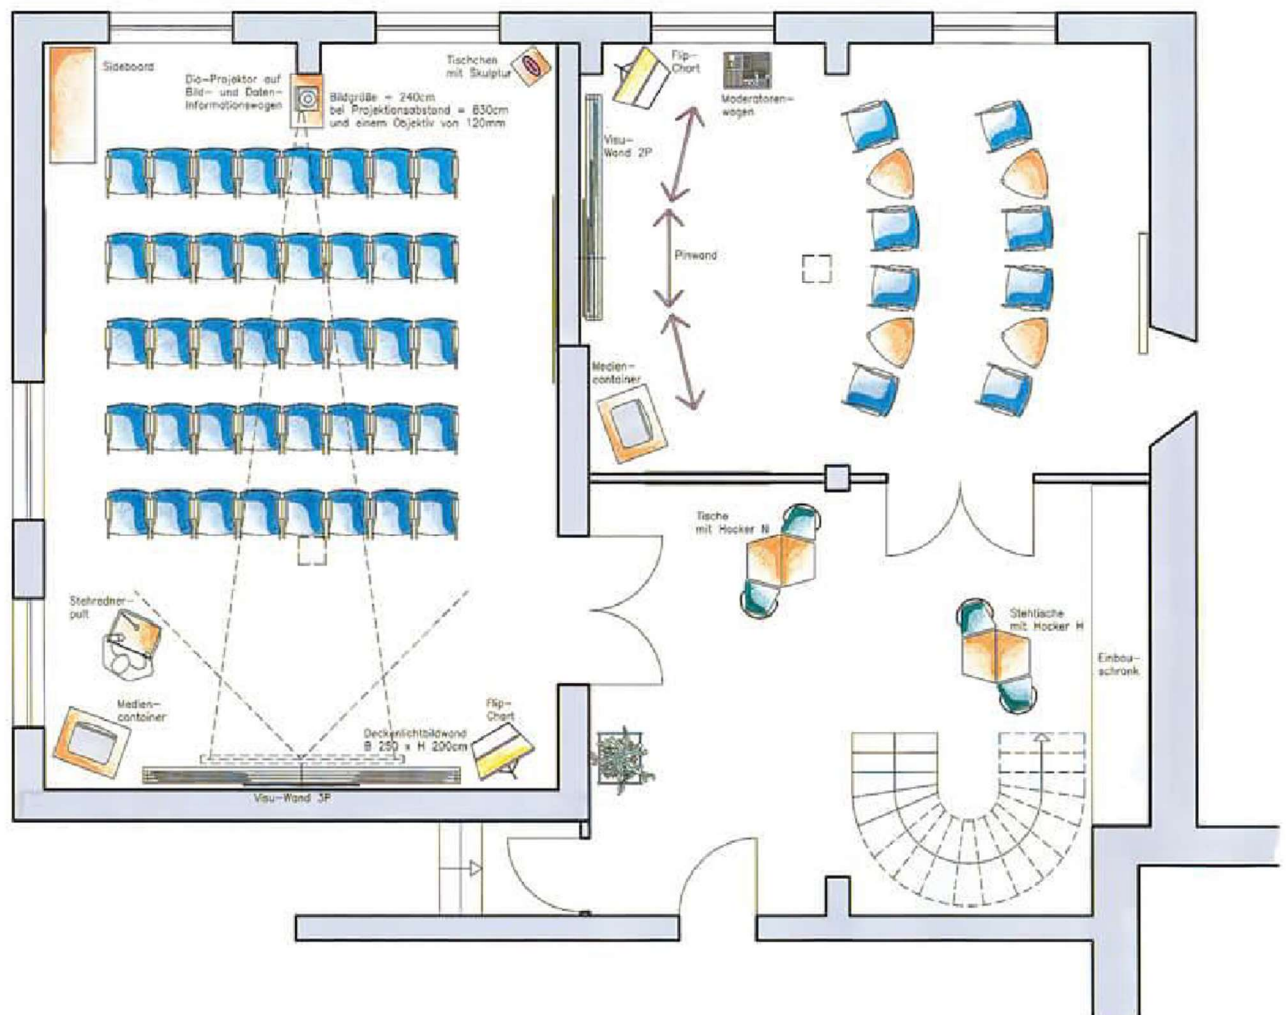 Sideboard
Dia-Projektor auf
Bild- und Daten-
Informationswagen
Bildgröße = 240cm
bei Projektionsabstand = 830cm
und einem Objektiv von 120mm
Tischchen
mit Skulptur
Flip-
Chart
Moderatoren-
wagen
Visu-
Wand 2P
Pinwand
Medien-
container
Tische
mit Hocker N
Stehtische
mit Hocker H
Einbau-
schrank
Stehredner-
pult
Medien-
container
Flip-
Chart
Deckenlichtbildwand
B 250 x H 200cm
Visu-Wand 3P